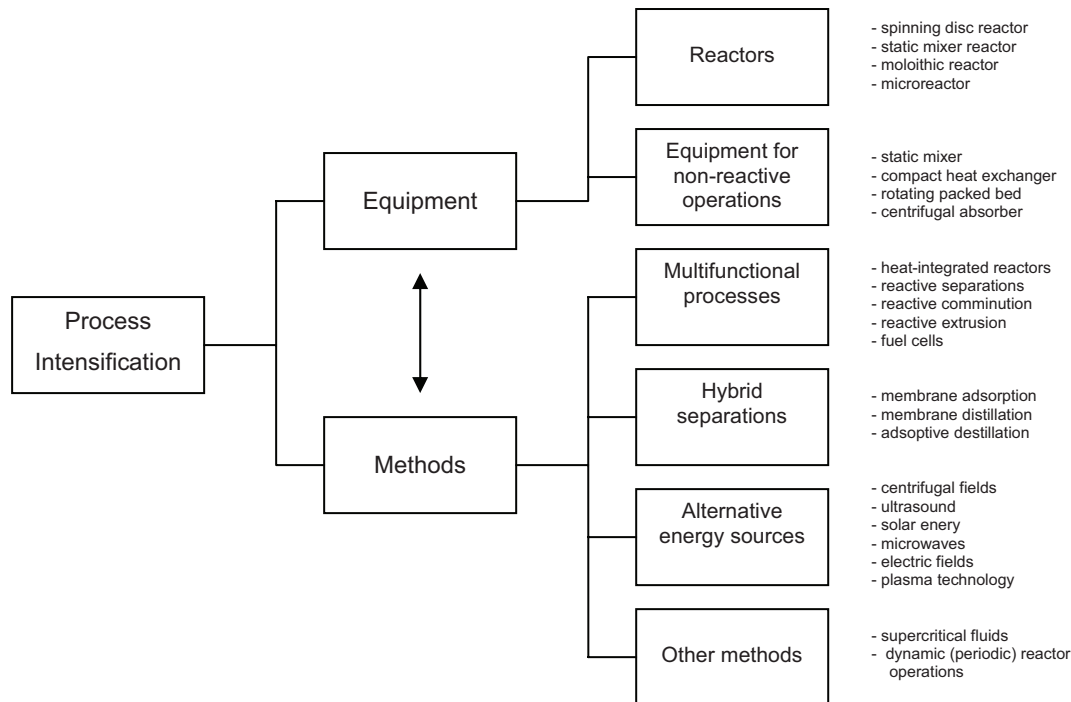 Process
Intensification
Equipment
Methods
Reactors
- spinning disc reactor
- static mixer reactor
- moloithic reactor
- microreactor
Equipment for
non-reactive
operations
- static mixer
- compact heat exchanger
- rotating packed bed
- centrifugal absorber
Multifunctional
processes
- heat-integrated reactors
- reactive separations
- reactive comminution
- reactive extrusion
- fuel cells
Hybrid
separations
- membrane adsorption
- membrane distillation
- adsoptive destillation
Alternative
energy sources
- centrifugal fields
- ultrasound
- solar enery
- microwaves
- electric fields
- plasma technology
Other methods
- supercritical fluids
- dynamic (periodic) reactor
operations